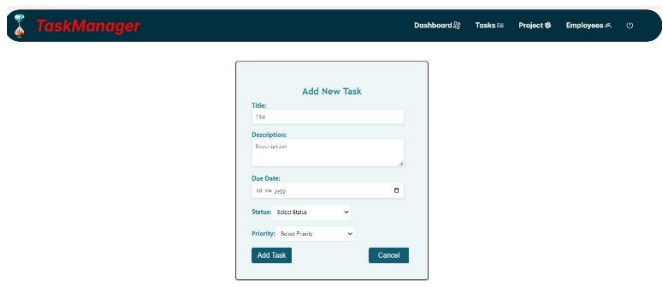 TaskManager
Dashboard Tasks Project Employees
Add New Task
Title:
Title
Description:
Description
Due Date:
dd mm yyyy
Status: Select Status
Priority: Select Priority
Add Task Cancel